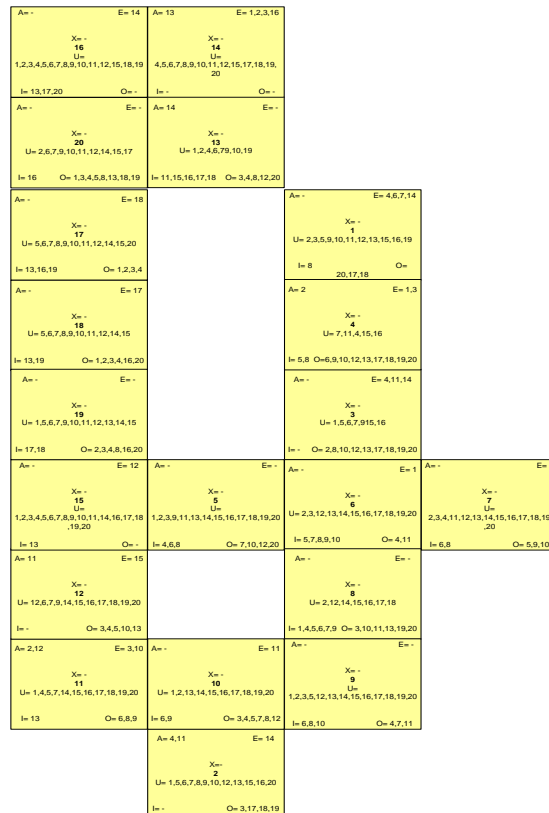 A= - E= 14
X= -
16
U=
1,2,3,4,5,6,7,8,9,10,11,12,15,18,19
I= 13,17,20 O= -
A= 13 E= 1,2,3,16
X= -
14
U=
4,5,6,7,8,9,10,11,12,15,17,18,19,
20
I= - O= -
A= - E= -
X= -
20
U= 2,6,7,9,10,11,12,14,15,17
I= 16 O= 1,3,4,5,8,13,18,19
A= 14 E= -
X= -
13
U= 1,2,4,6,79,10,19
I= 11,15,16,17,18 O= 3,4,8,12,20
A= - E= 18
X= -
17
U= 5,6,7,8,9,10,11,12,14,15,20
I= 13,16,19 O= 1,2,3,4
A= - E= 4,6,7,14
X= -
1
U= 2,3,5,9,10,11,12,13,15,16,19
I= 8 O=
20,17,18
A= - E= 17
X= -
18
U= 5,6,7,8,9,10,11,12,14,15
I= 13,19 O= 1,2,3,4,16,20
A= 2 E= 1,3
X= -
4
U= 7,11,4,15,16
I= 5,8 O=6,9,10,12,13,17,18,19,20
A= - E= -
X= -
19
U= 1,5,6,7,9,10,11,12,13,14,15
I= 17,18 O= 2,3,4,8,16,20
A= - E= 4,11,14
X= -
3
U= 1,5,6,7,915,16
I= - O= 2,8,10,12,13,17,18,19,20
A= - E= 12
X= -
15
U=
1,2,3,4,5,6,7,8,9,10,11,14,16,17,18
,19,20
I= 13 O= -
A= - E= -
X= -
5
U=
1,2,3,9,11,13,14,15,16,17,18,19,20
I= 4,6,8 O= 7,10,12,20
A= - E= 1
X= -
6
U= 2,3,12,13,14,15,16,17,18,19,20
I= 5,7,8,9,10 O= 4,11
A= - E=
X= -
7
U=
2,3,4,11,12,13,14,15,16,17,18,19
,20
I= 6,8 O= 5,9,10
A= 11 E= 15
X= -
12
U= 12,6,7,9,14,15,16,17,18,19,20
I= - O= 3,4,5,10,13
A= - E= -
X= -
8
U= 2,12,14,15,16,17,18
I= 1,4,5,6,7,9 O= 3,10,11,13,19,20
A= 2,12 E= 3,10
X= -
11
U= 1,4,5,7,14,15,16,17,18,19,20
I= 13 O= 6,8,9
A= - E= 11
X= -
10
U= 1,2,13,14,15,16,17,18,19,20
I= 6,9 O= 3,4,5,7,8,12
A= - E= -
X= -
9
U=
1,2,3,5,12,13,14,15,16,17,18,19,20
I= 6,8,10 O= 4,7,11
A= 4,11 E= 14
X=-
2
U= 1,5,6,7,8,9,10,12,13,15,16,20
I= - O= 3,17,18,19